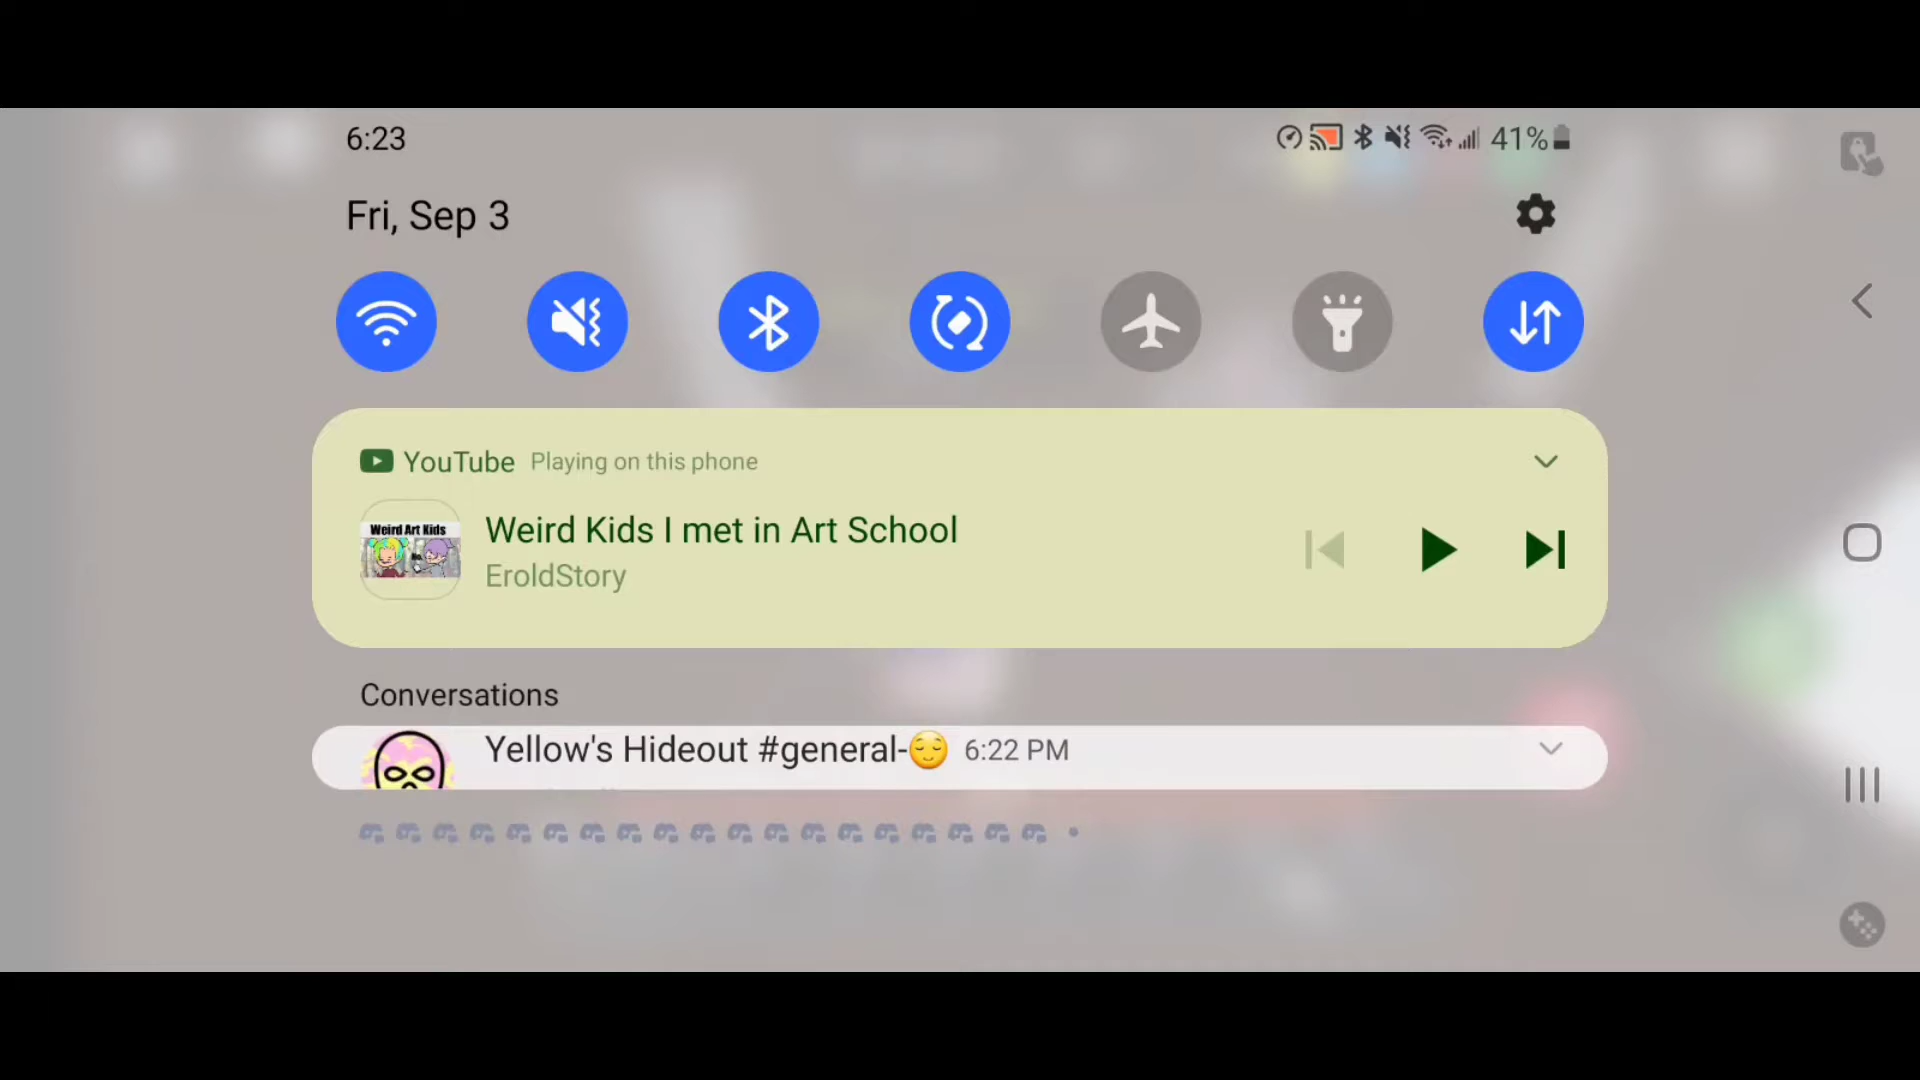 6:23
41%
Fri, Sep 3
YouTube Playing on this phone
Weird Art Kids
Weird Kids I met in Art School
EroldStory
Conversations
Yellow's Hideout #general-😌 6:22 PM